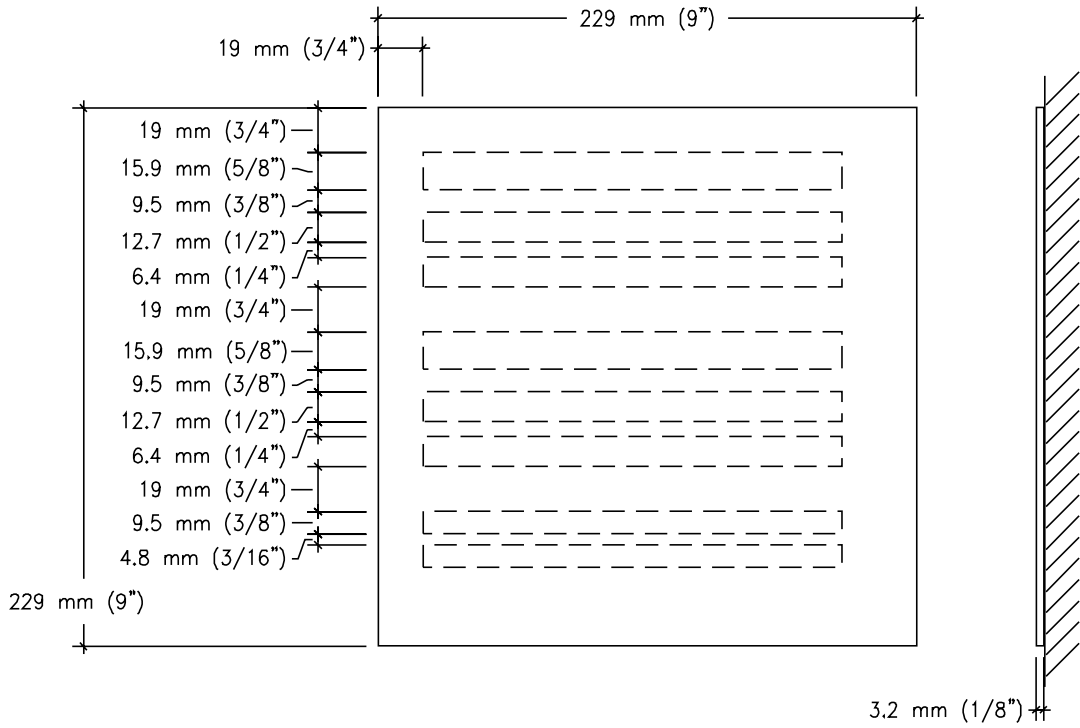 229 mm (9")
19 mm (3/4")
19 mm (3/4")
15.9 mm (5/8")
9.5 mm (3/8")
12.7 mm (1/2")
6.4 mm (1/4")
19 mm (3/4")
15.9 mm (5/8")
9.5 mm (3/8")
12.7 mm (1/2")
6.4 mm (1/4")
19 mm (3/4")
9.5 mm (3/8")
4.8 mm (3/16")
229 mm (9")
3.2 mm (1/8")